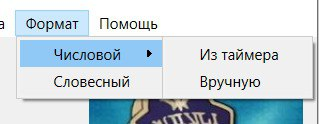 а Формат Помощь
Числовой Из таймера
Словесный Вручную